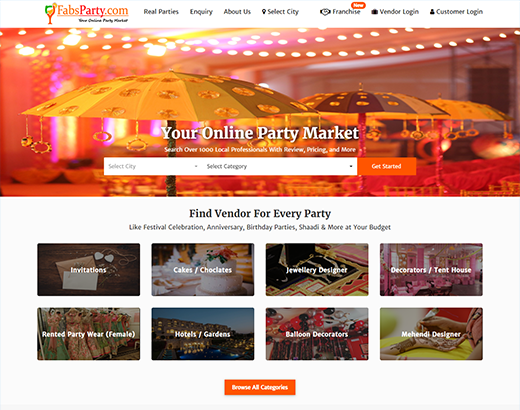 FabsParty.com
Your Online Party Market
Real Parties Enquiry About Us Select City
New
Franchise Vendor Login Customer Login
Your Online Party Market
Search Over 1000 Local Professionals With Review, Pricing, and More
Select City Select Category Get Started
Find Vendor For Every Party
Like Festival Celebration, Anniversary, Birthday Parties, Shaadi & More at Your Budget
Invitations Cakes / Choclates Jewellery Designer Decorators / Tent House
Rented Party Wear (Female) Hotels / Gardens Balloon Decorators Mehendi Designer
Browse All Categories